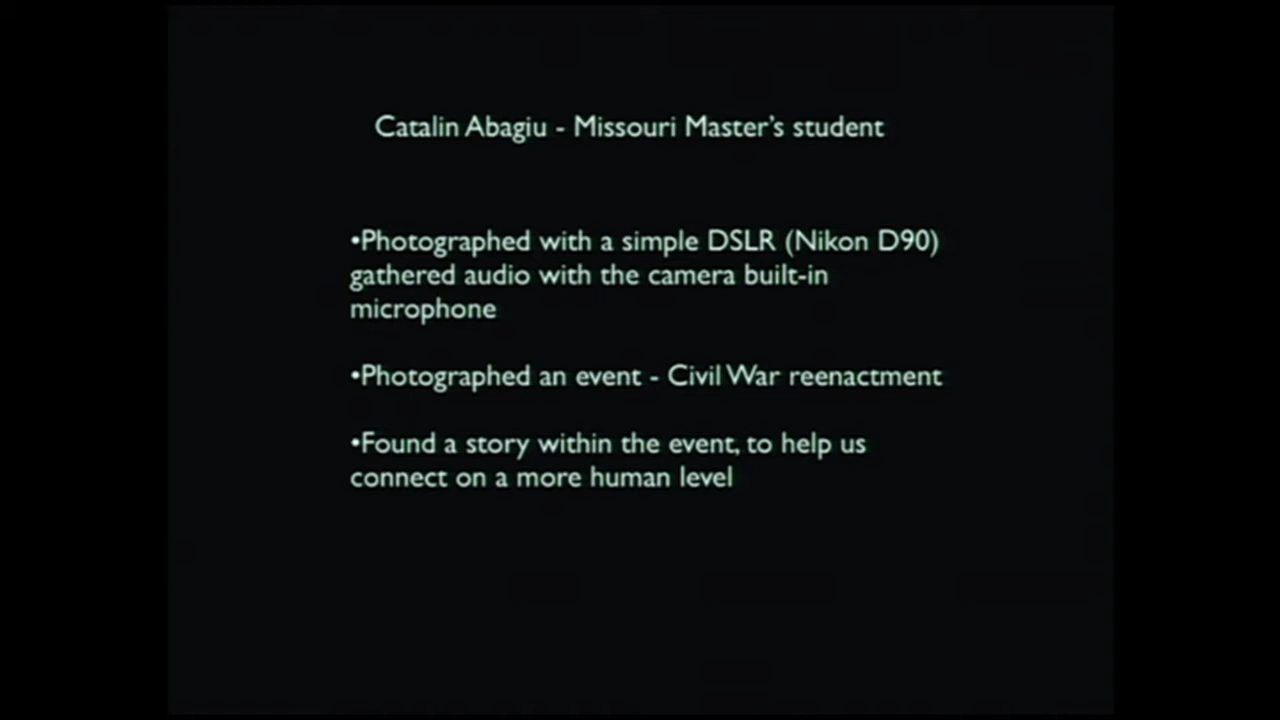 Catalin Abagiu - Missouri Master's student
•Photographed with a simple DSLR (Nikon D90)
gathered audio with the camera built-in
microphone
•Photographed an event - Civil War reenactment
•Found a story within the event, to help us
connect on a more human level